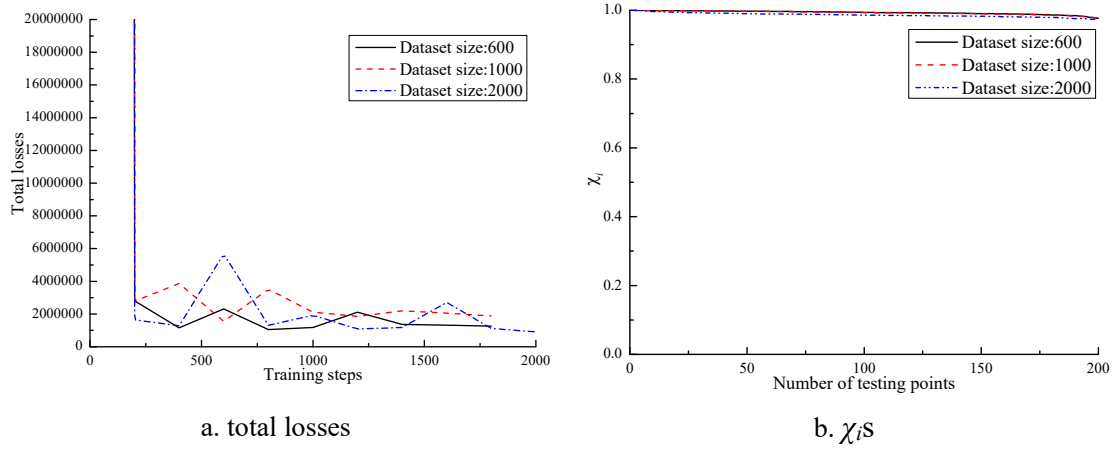 20000000
18000000
16000000
14000000
12000000
10000000
8000000
6000000
4000000
2000000
0
Total losses
0 500 1000 1500 2000
Training steps
Dataset size:600
Dataset size:1000
Dataset size:2000
a. total losses
1.0
0.8
0.6
0.4
0.2
0.0
χi
0 50 100 150 200
Number of testing points
Dataset size:600
Dataset size:1000
Dataset size:2000
b. χis